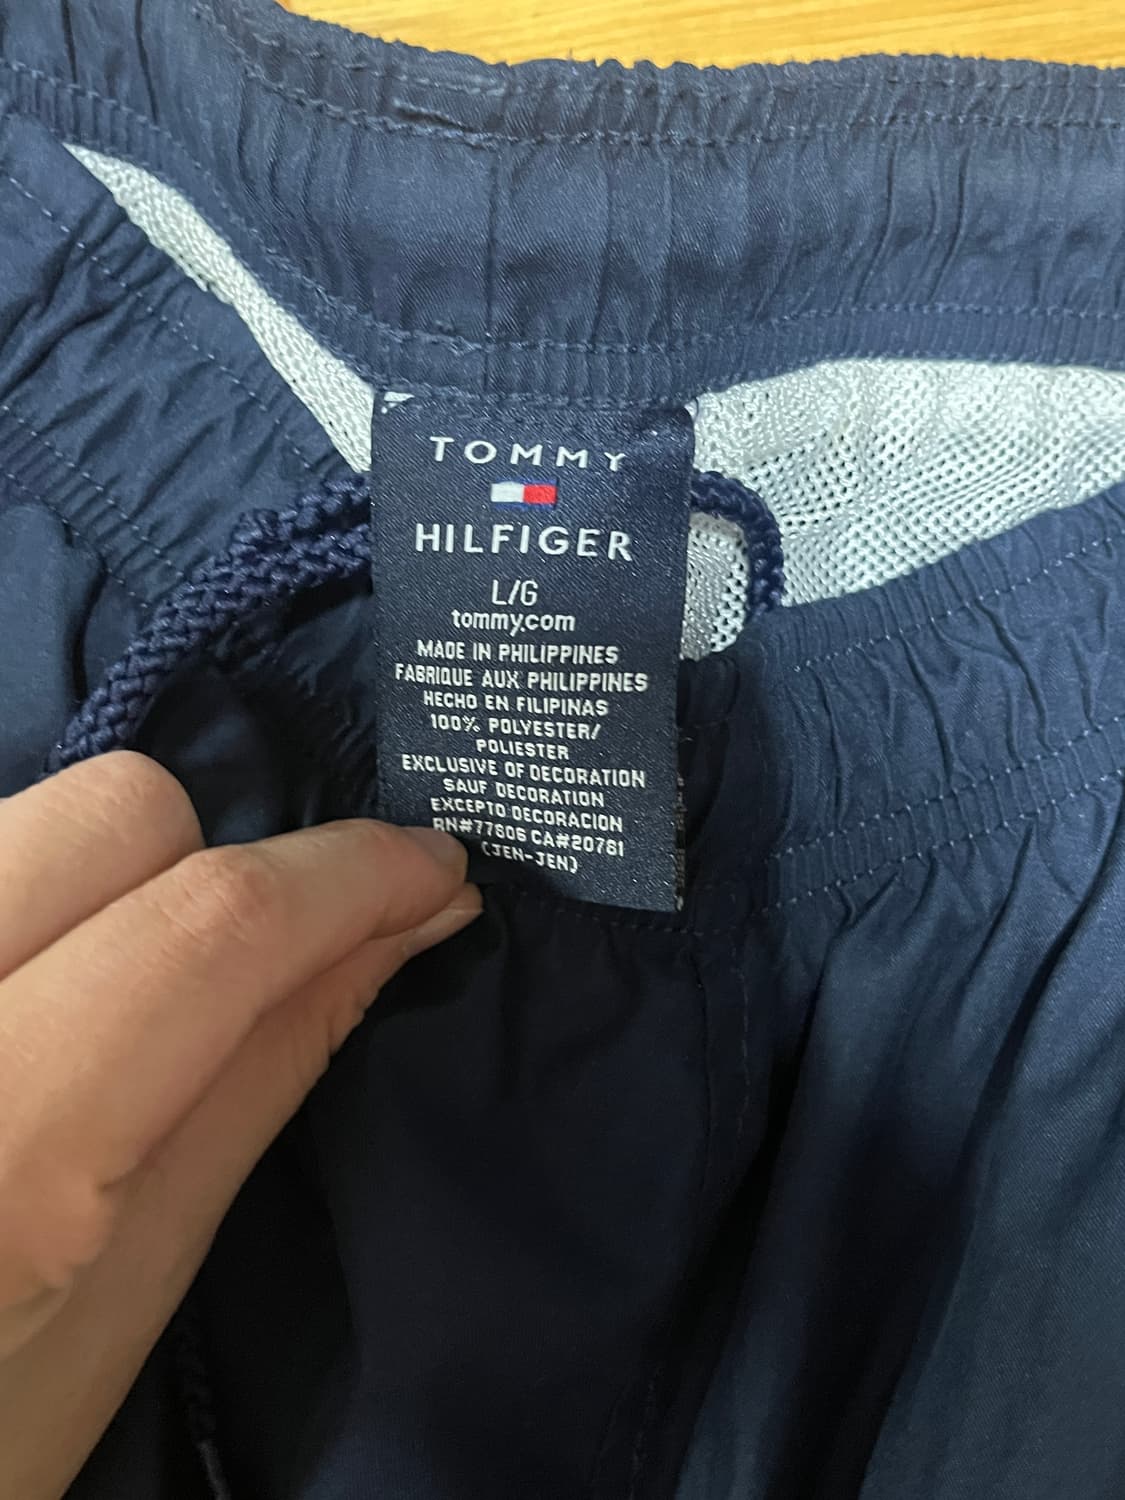 TOMMY
HILFIGER
L/G
tommy.com
MADE IN PHILIPPINES
FABRIQUE AUX PHILIPPINES
HECHO EN FILIPINAS
100% POLYESTER/
POLIESTER
EXCLUSIVE OF DECORATION
SAUF DECORATION
EXCEPTO DECORACION
RN#77806 CA#20761
(JEN-JEN)